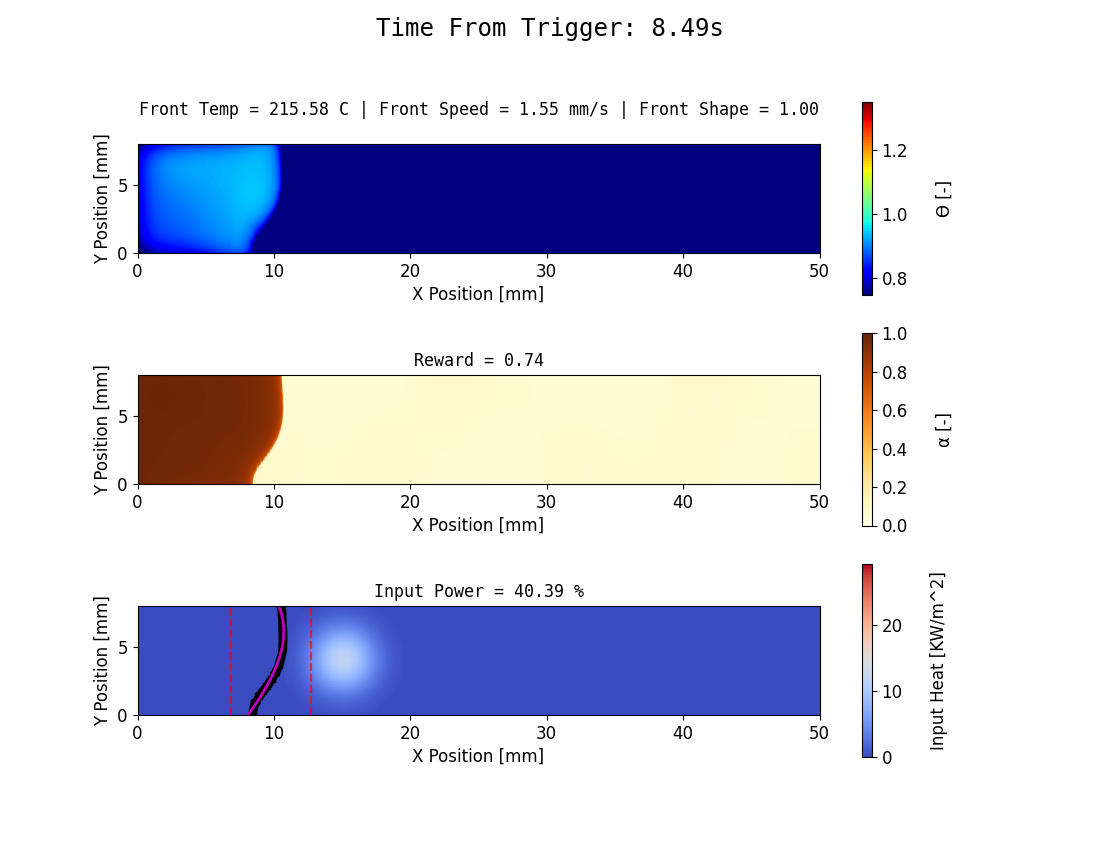 Time From Trigger: 8.49s
Front Temp = 215.58 C | Front Speed = 1.55 mm/s | Front Shape = 1.00
Y Position [mm]
5
0
0 10 20 30 40 50
X Position [mm]
1.2
1.0
0.8
Θ [-]
Reward = 0.74
Y Position [mm]
5
0
0 10 20 30 40 50
X Position [mm]
1.0
0.8
0.6
0.4
0.2
0.0
α [-]
Input Power = 40.39 %
Y Position [mm]
5
0
0 10 20 30 40 50
X Position [mm]
20
10
0
Input Heat [KW/m^2]